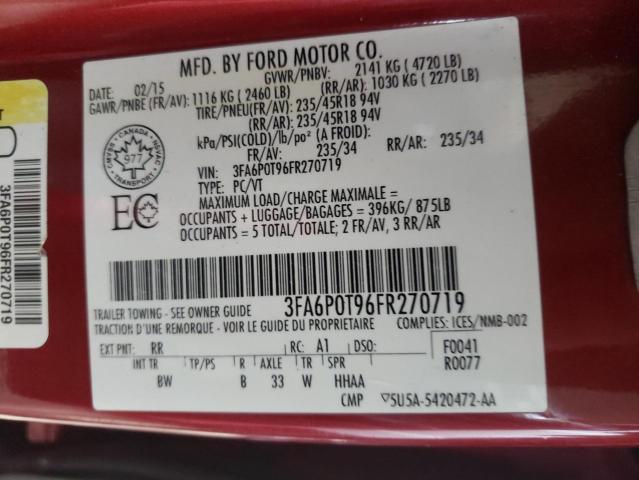 MFD. BY FORD MOTOR CO.
DATE: 02/15 GVWR/PNBV: 2141 KG ( 4720 LB)
GAWR/PNBE (FR/AV): 1116 KG ( 2460 LB) (RR/AR): 1030 KG ( 2270 LB)
TIRE/PNEU(FR/AV): 235/45R18 94V
(RR/AR): 235/45R18 94V
kPa/PSI(COLD)/lb/po² (A FROID):
FR/AV: 235/34 RR/AR: 235/34
VIN: 3FA6P0T96FR270719
TYPE: PC/VT
MAXIMUM LOAD/CHARGE MAXIMALE =
OCCUPANTS + LUGGAGE/BAGAGES = 396KG/ 875LB
OCCUPANTS = 5 TOTAL/TOTALE; 2 FR/AV, 3 RR/AR
CANADA
CMVSS
NSVAC
977
TRANSPORT
EC
TRAILER TOWING - SEE OWNER GUIDE 3FA6P0T96FR270719
TRACTION D'UNE REMORQUE - VOIR LE GUIDE DU PROPRIETAIRE COMPLIES: ICES/NMB-002
EXT PNT: RR RC: A1 DSO: F0041
INT TR TP/PS R AXLE TR SPR R0077
BW B 33 W HHAA
CMP ▽5U5A-5420472-AA
T
3FA6P0T96FR270719